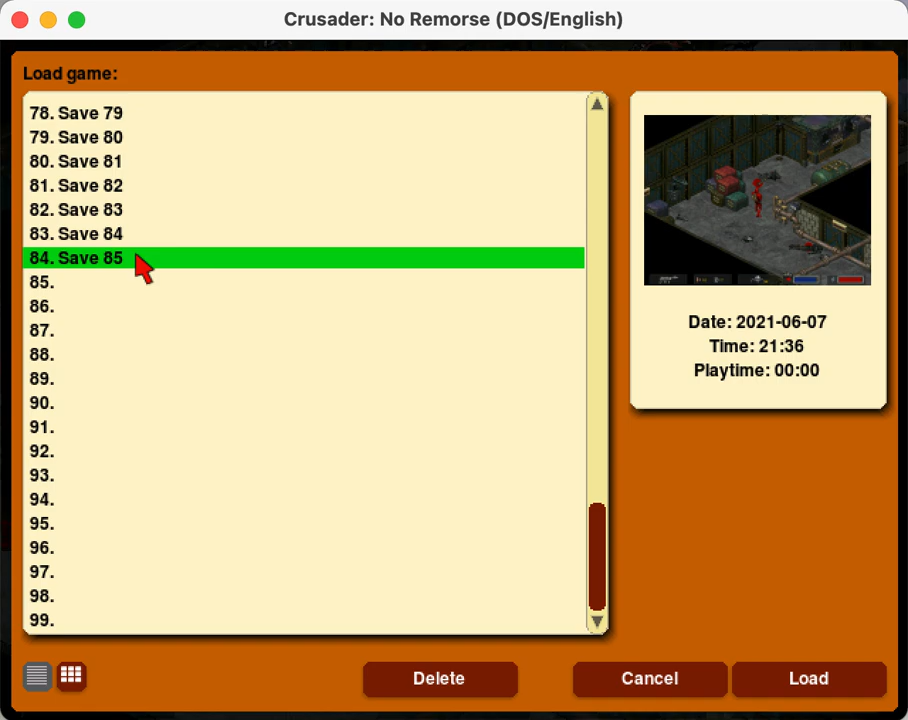 Crusader: No Remorse (DOS/English)
Load game:
78. Save 79
79. Save 80
80. Save 81
81. Save 82
82. Save 83
83. Save 84
84. Save 85
85.
86.
87.
88.
89.
90.
91.
92.
93.
94.
95.
96.
97.
98.
99.
Date: 2021-06-07
Time: 21:36
Playtime: 00:00
Delete
Cancel
Load